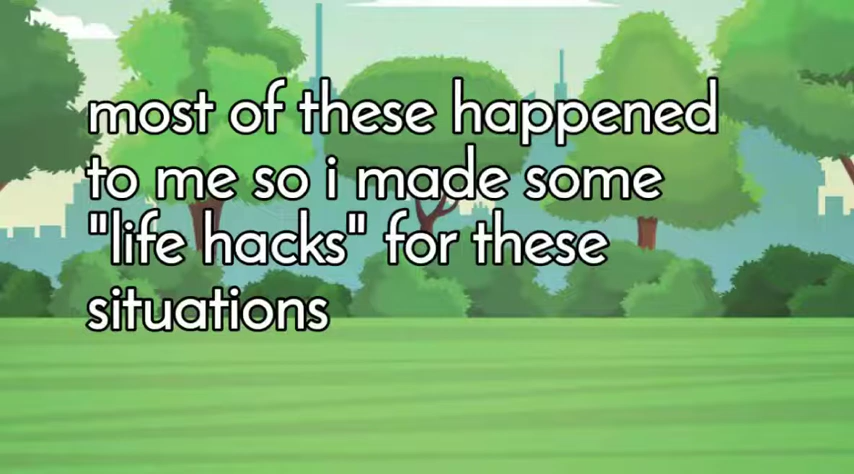 most of these happened
to me so i made some
"life hacks" for these
situations